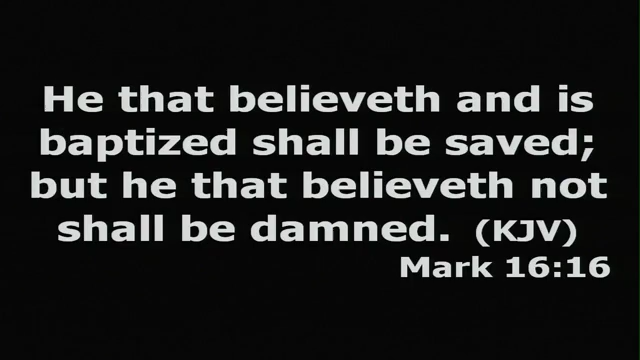 He that believeth and is
baptized shall be saved;
but he that believeth not
shall be damned. (KJV)
Mark 16:16